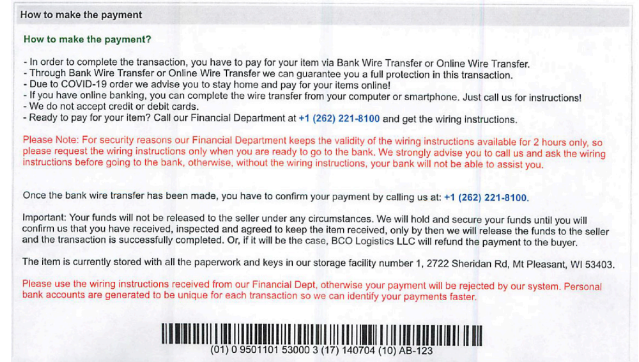 How to make the payment
How to make the payment?
- In order to complete the transaction, you have to pay for your item via Bank Wire Transfer or Online Wire Transfer.
- Through Bank Wire Transfer or Online Wire Transfer we can guarantee you a full protection in this transaction.
- Due to COVID-19 order we advise you to stay home and pay for your items online!
- If you have online banking, you can complete the wire transfer from your computer or smartphone. Just call us for instructions!
- We do not accept credit or debit cards.
- Ready to pay for your item? Call our Financial Department at +1 (262) 221-8100 and get the wiring instructions.
Please Note: For security reasons our Financial Department keeps the validity of the wiring instructions available for 2 hours only, so
please request the wiring instructions only when you are ready to go to the bank. We strongly advise you to call us and ask the wiring
instructions before going to the bank, otherwise, without the wiring instructions, your bank will not be able to assist you.
Once the bank wire transfer has been made, you have to confirm your payment by calling us at: +1 (262) 221-8100.
Important: Your funds will not be released to the seller under any circumstances. We will hold and secure your funds until you will
confirm us that you have received, inspected and agreed to keep the item received, only by then we will release the funds to the seller
and the transaction is successfully completed. Or, if it will be the case, BCO Logistics LLC will refund the payment to the buyer.
The item is currently stored with all the paperwork and keys in our storage facility number 1, 2722 Sheridan Rd, Mt Pleasant, WI 53403.
Please use the wiring instructions received from our Financial Dept, otherwise your payment will be rejected by our system. Personal
bank accounts are generated to be unique for each transaction so we can identify your payments faster.
(01) 0 9501101 53000 3 (17) 140704 (10) AB-123